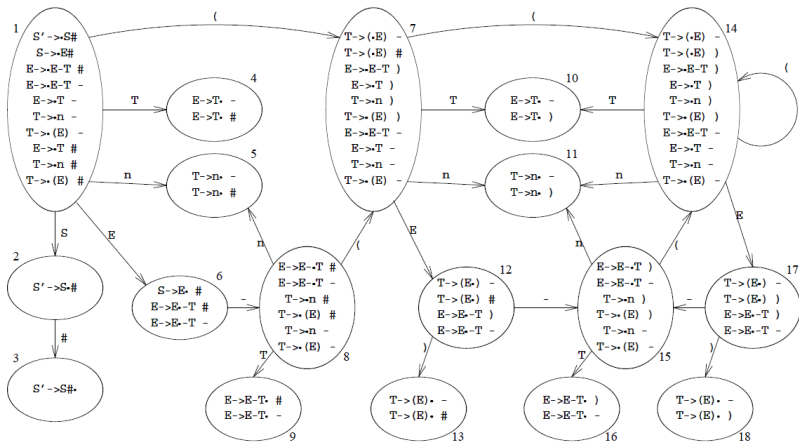 1
S'->•S#
S->•E#
E->•E-T #
E->•E-T -
E->•T -
T->•n -
T->•(E) -
E->•T #
T->•n #
T->•(E) #
(
T
n
S
E
4
E->T• -
E->T• #
5
T->n• -
T->n• #
2
S'->S•#
#
3
S'->S#•
6
S->E• #
E->E•-T #
E->E•-T -
-
8
E->E-•T #
E->E-•T -
T->•n #
T->•(E) #
T->•n -
T->•(E) -
n
(
T
9
E->E-T• #
E->E-T• -
7
T->(•E) -
T->(•E) #
E->•E-T )
E->•T )
T->•n )
T->•(E) )
E->•E-T -
E->•T -
T->•n -
T->•(E) -
(
T
n
E
10
E->T• -
E->T• )
11
T->n• -
T->n• )
12
T->(E•) -
T->(E•) #
E->E•-T )
E->E•-T -
-
)
13
T->(E)• -
T->(E)• #
14
T->(•E) -
T->(•E) )
E->•E-T )
E->•T )
T->•n )
T->•(E) )
E->•E-T -
E->•T -
T->•n -
T->•(E) -
(
T
n
E
15
E->E-•T )
E->E-•T -
T->•n )
T->•(E) )
T->•n -
T->•(E) -
n
(
T
16
E->E-T• )
E->E-T• -
17
T->(E•) -
T->(E•) )
E->E•-T )
E->E•-T -
-
)
18
T->(E)• -
T->(E)• )